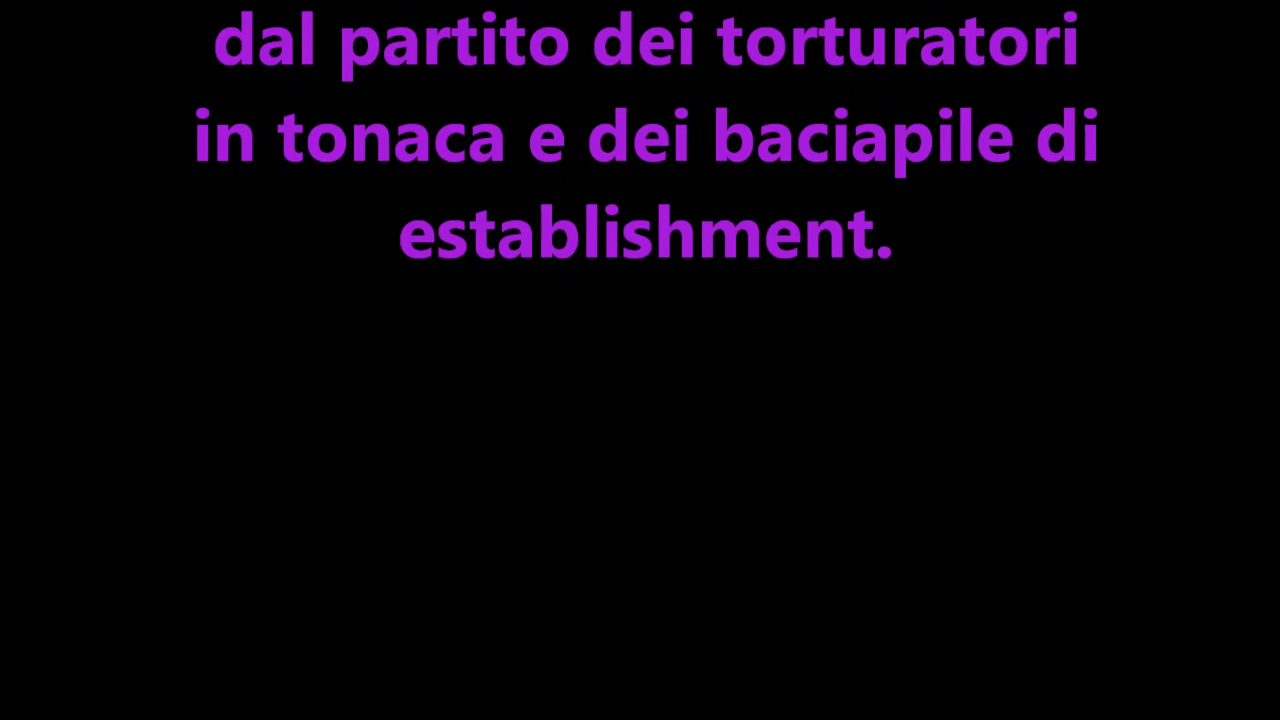 dal partito dei torturatori
in tonaca e dei baciapile di
establishment.